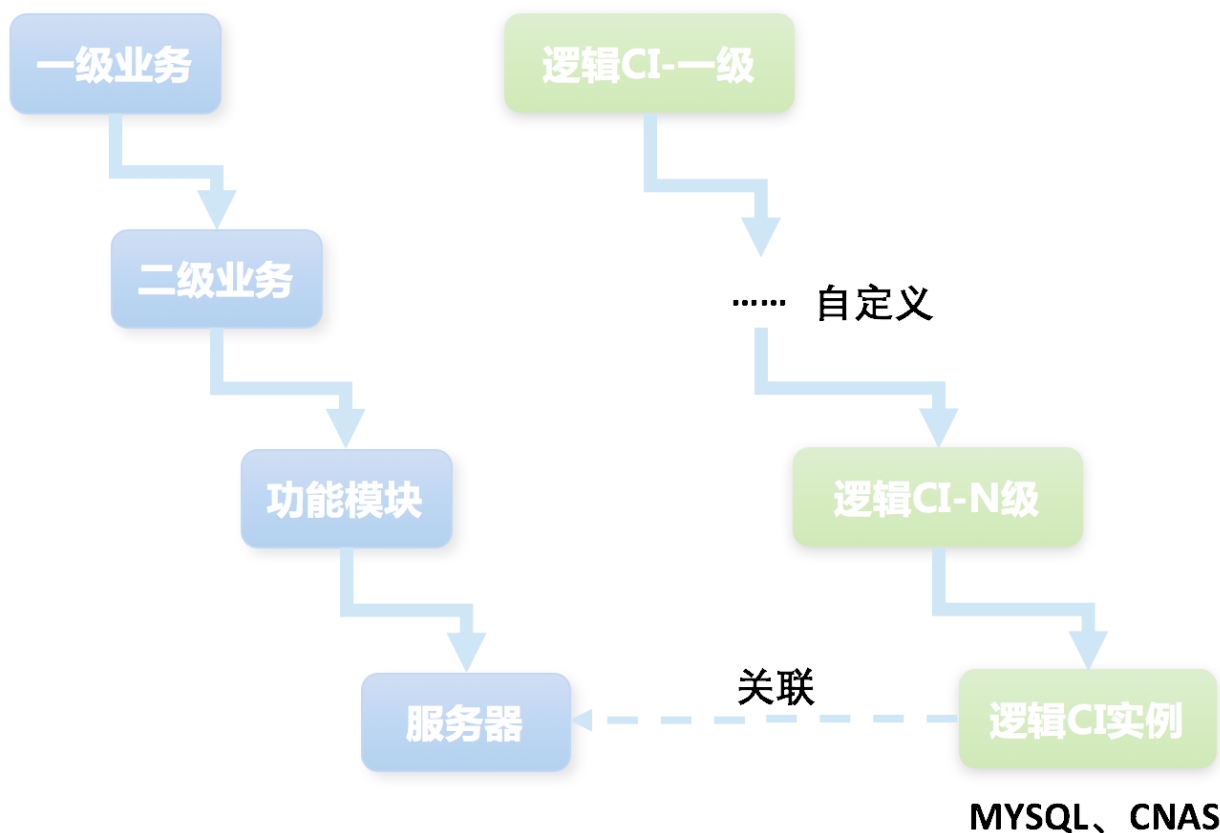 一级业务
逻辑CI-一级
二级业务
…… 自定义
功能模块
逻辑CI-N级
关联
服务器
逻辑CI实例
MYSQL、CNAS